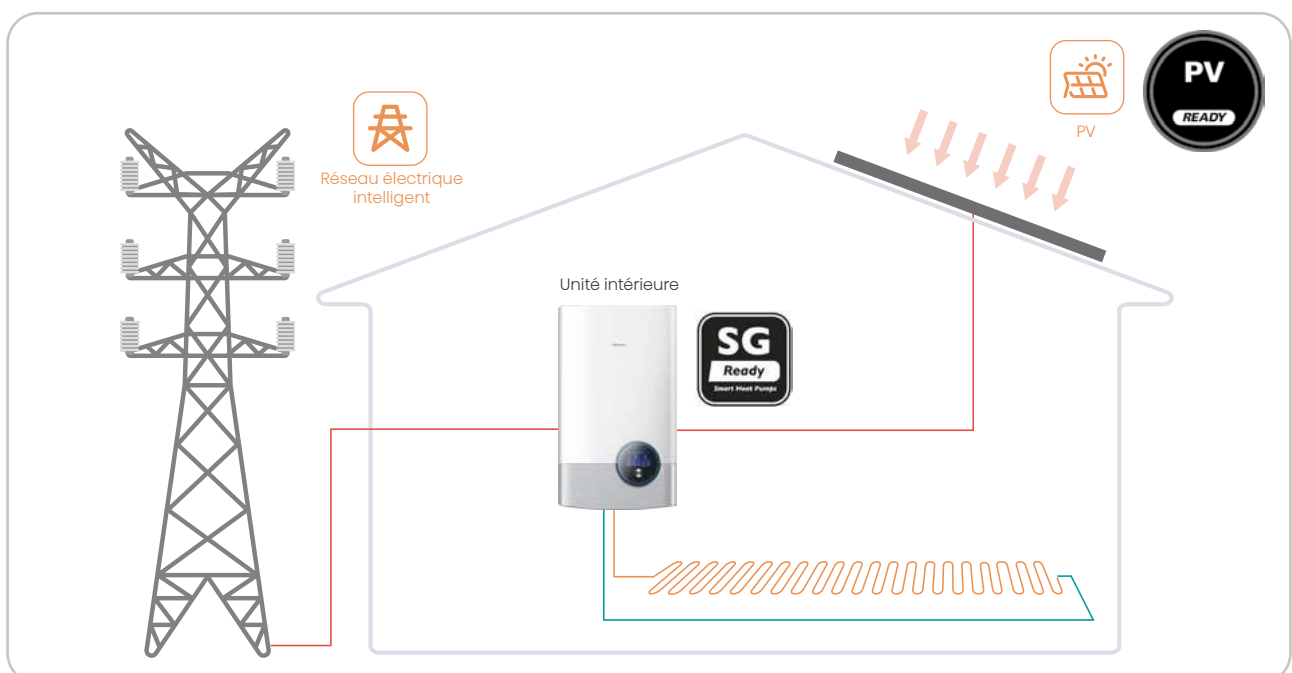 PV
READY
PV
Réseau électrique
intelligent
Unité intérieure
SG
Ready
Smart Heat Pumps